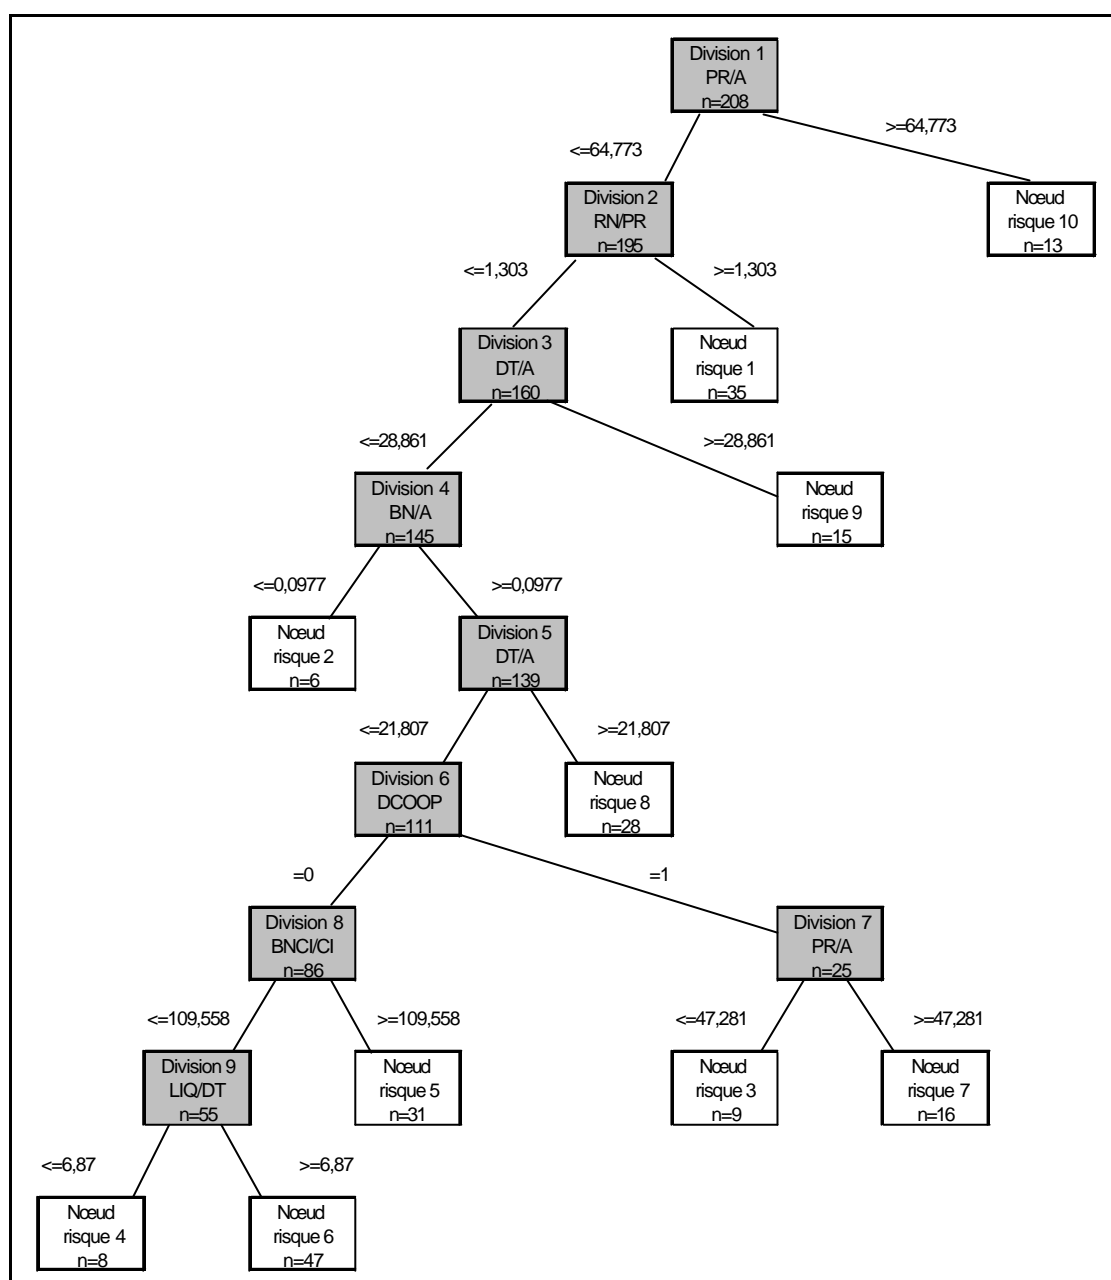 Division 1
PR/A
n=208
<=64,773
>=64,773
Division 2
RN/PR
n=195
Nœud
risque 10
n=13
<=1,303
>=1,303
Division 3
DT/A
n=160
Nœud
risque 1
n=35
<=28,861
>=28,861
Division 4
BN/A
n=145
Nœud
risque 9
n=15
<=0,0977
>=0,0977
Nœud
risque 2
n=6
Division 5
DT/A
n=139
<=21,807
>=21,807
Division 6
DCOOP
n=111
Nœud
risque 8
n=28
=0
=1
Division 8
BNCI/CI
n=86
Division 7
PR/A
n=25
<=109,558
>=109,558
<=47,281
>=47,281
Division 9
LIQ/DT
n=55
Nœud
risque 5
n=31
Nœud
risque 3
n=9
Nœud
risque 7
n=16
<=6,87
>=6,87
Nœud
risque 4
n=8
Nœud
risque 6
n=47